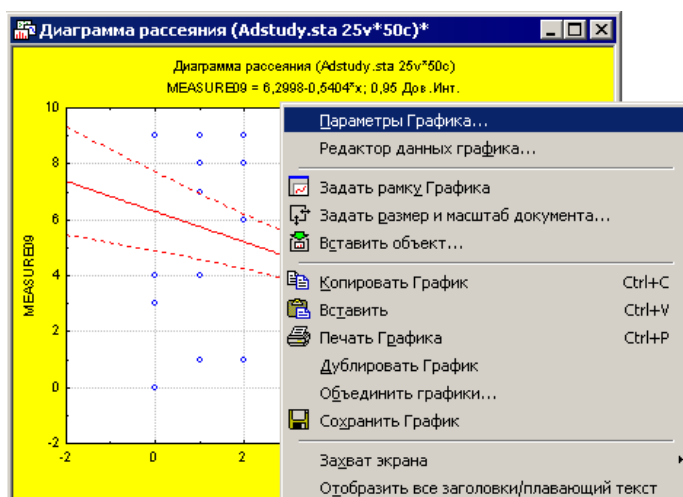 Диаграмма рассеяния (Adstudy.sta 25v*50c)*
Диаграмма рассеяния (Adstudy.sta 25v*50c)
MEASURE09 = 6,2998-0,5404*x; 0,95 Дов.Инт.
MEASURE09
10
8
6
4
2
0
-2
-2
0
2
Параметры Графика...
Редактор данных графика...
Задать рамку Графика
Задать размер и масштаб документа...
Вставить объект...
Копировать График Ctrl+C
Вставить Ctrl+V
Печать Графика Ctrl+P
Дублировать График
Объединить графики...
Сохранить График
Захват экрана
Отобразить все заголовки/плавающий текст